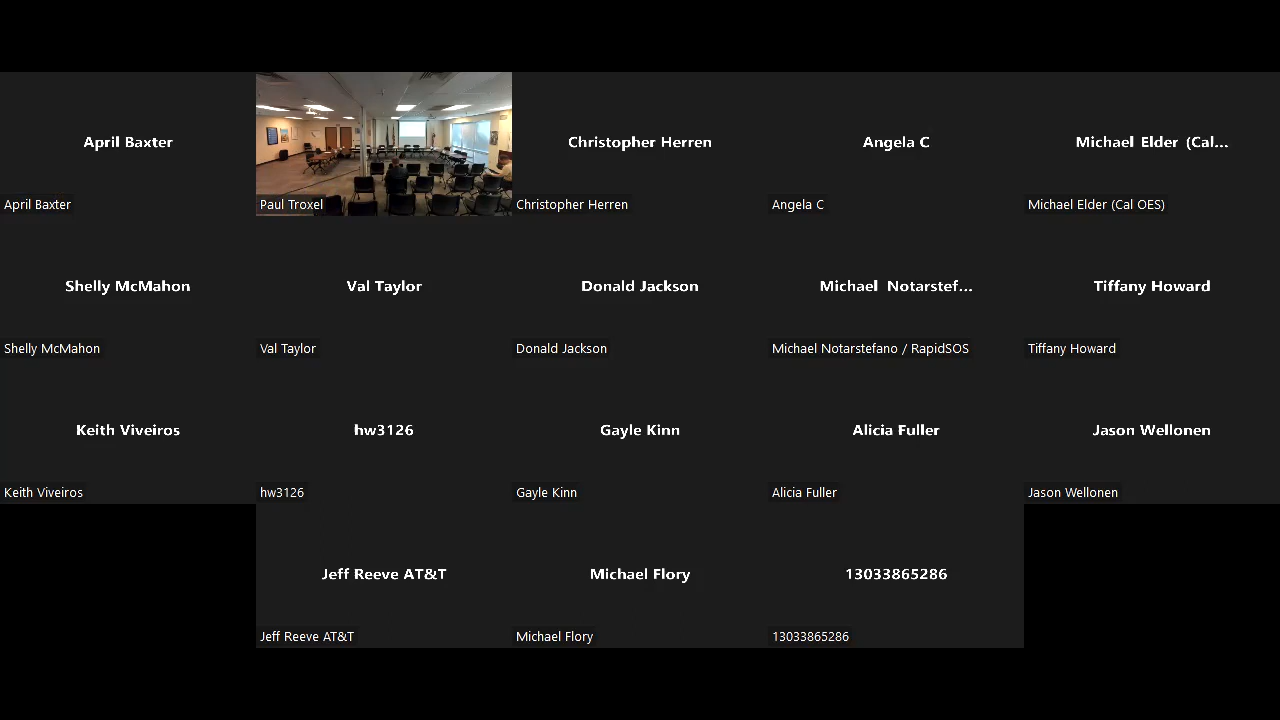 April Baxter
Christopher Herren
Angela C
Michael Elder (Cal...
April Baxter
Paul Troxel
Christopher Herren
Angela C
Michael Elder (Cal OES)
Shelly McMahon
Val Taylor
Donald Jackson
Michael Notarstef...
Tiffany Howard
Shelly McMahon
Val Taylor
Donald Jackson
Michael Notarstefano / RapidSOS
Tiffany Howard
Keith Viveiros
hw3126
Gayle Kinn
Alicia Fuller
Jason Wellonen
Keith Viveiros
hw3126
Gayle Kinn
Alicia Fuller
Jason Wellonen
Jeff Reeve AT&T
Michael Flory
13033865286
Jeff Reeve AT&T
Michael Flory
13033865286